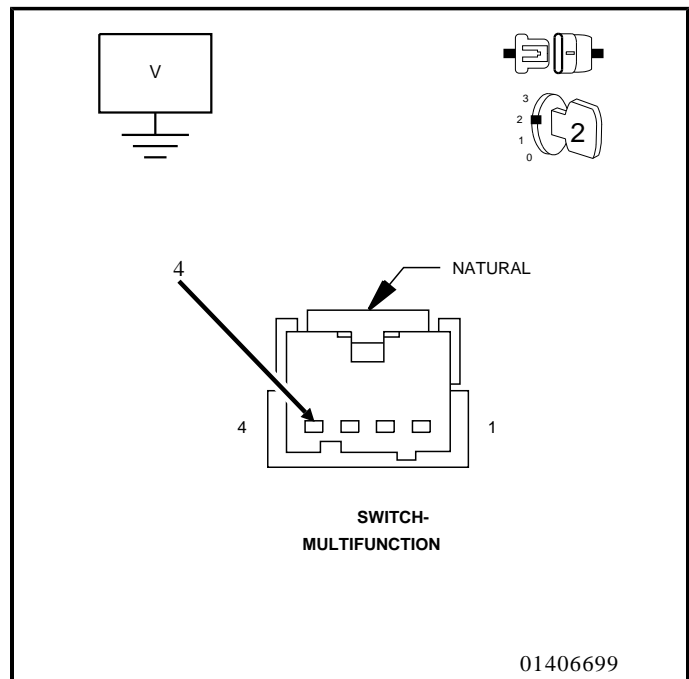 V
3
2
1
0
2
4
NATURAL
4
1
SWITCH-
MULTIFUNCTION
01406699